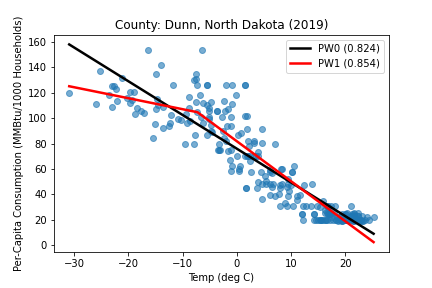 County: Dunn, North Dakota (2019)
PW0 (0.824)
PW1 (0.854)
Per-Capita Consumption (MMBtu/1000 Households)
160
140
120
100
80
60
40
20
0
−30 −20 −10 0 10 20
Temp (deg C)